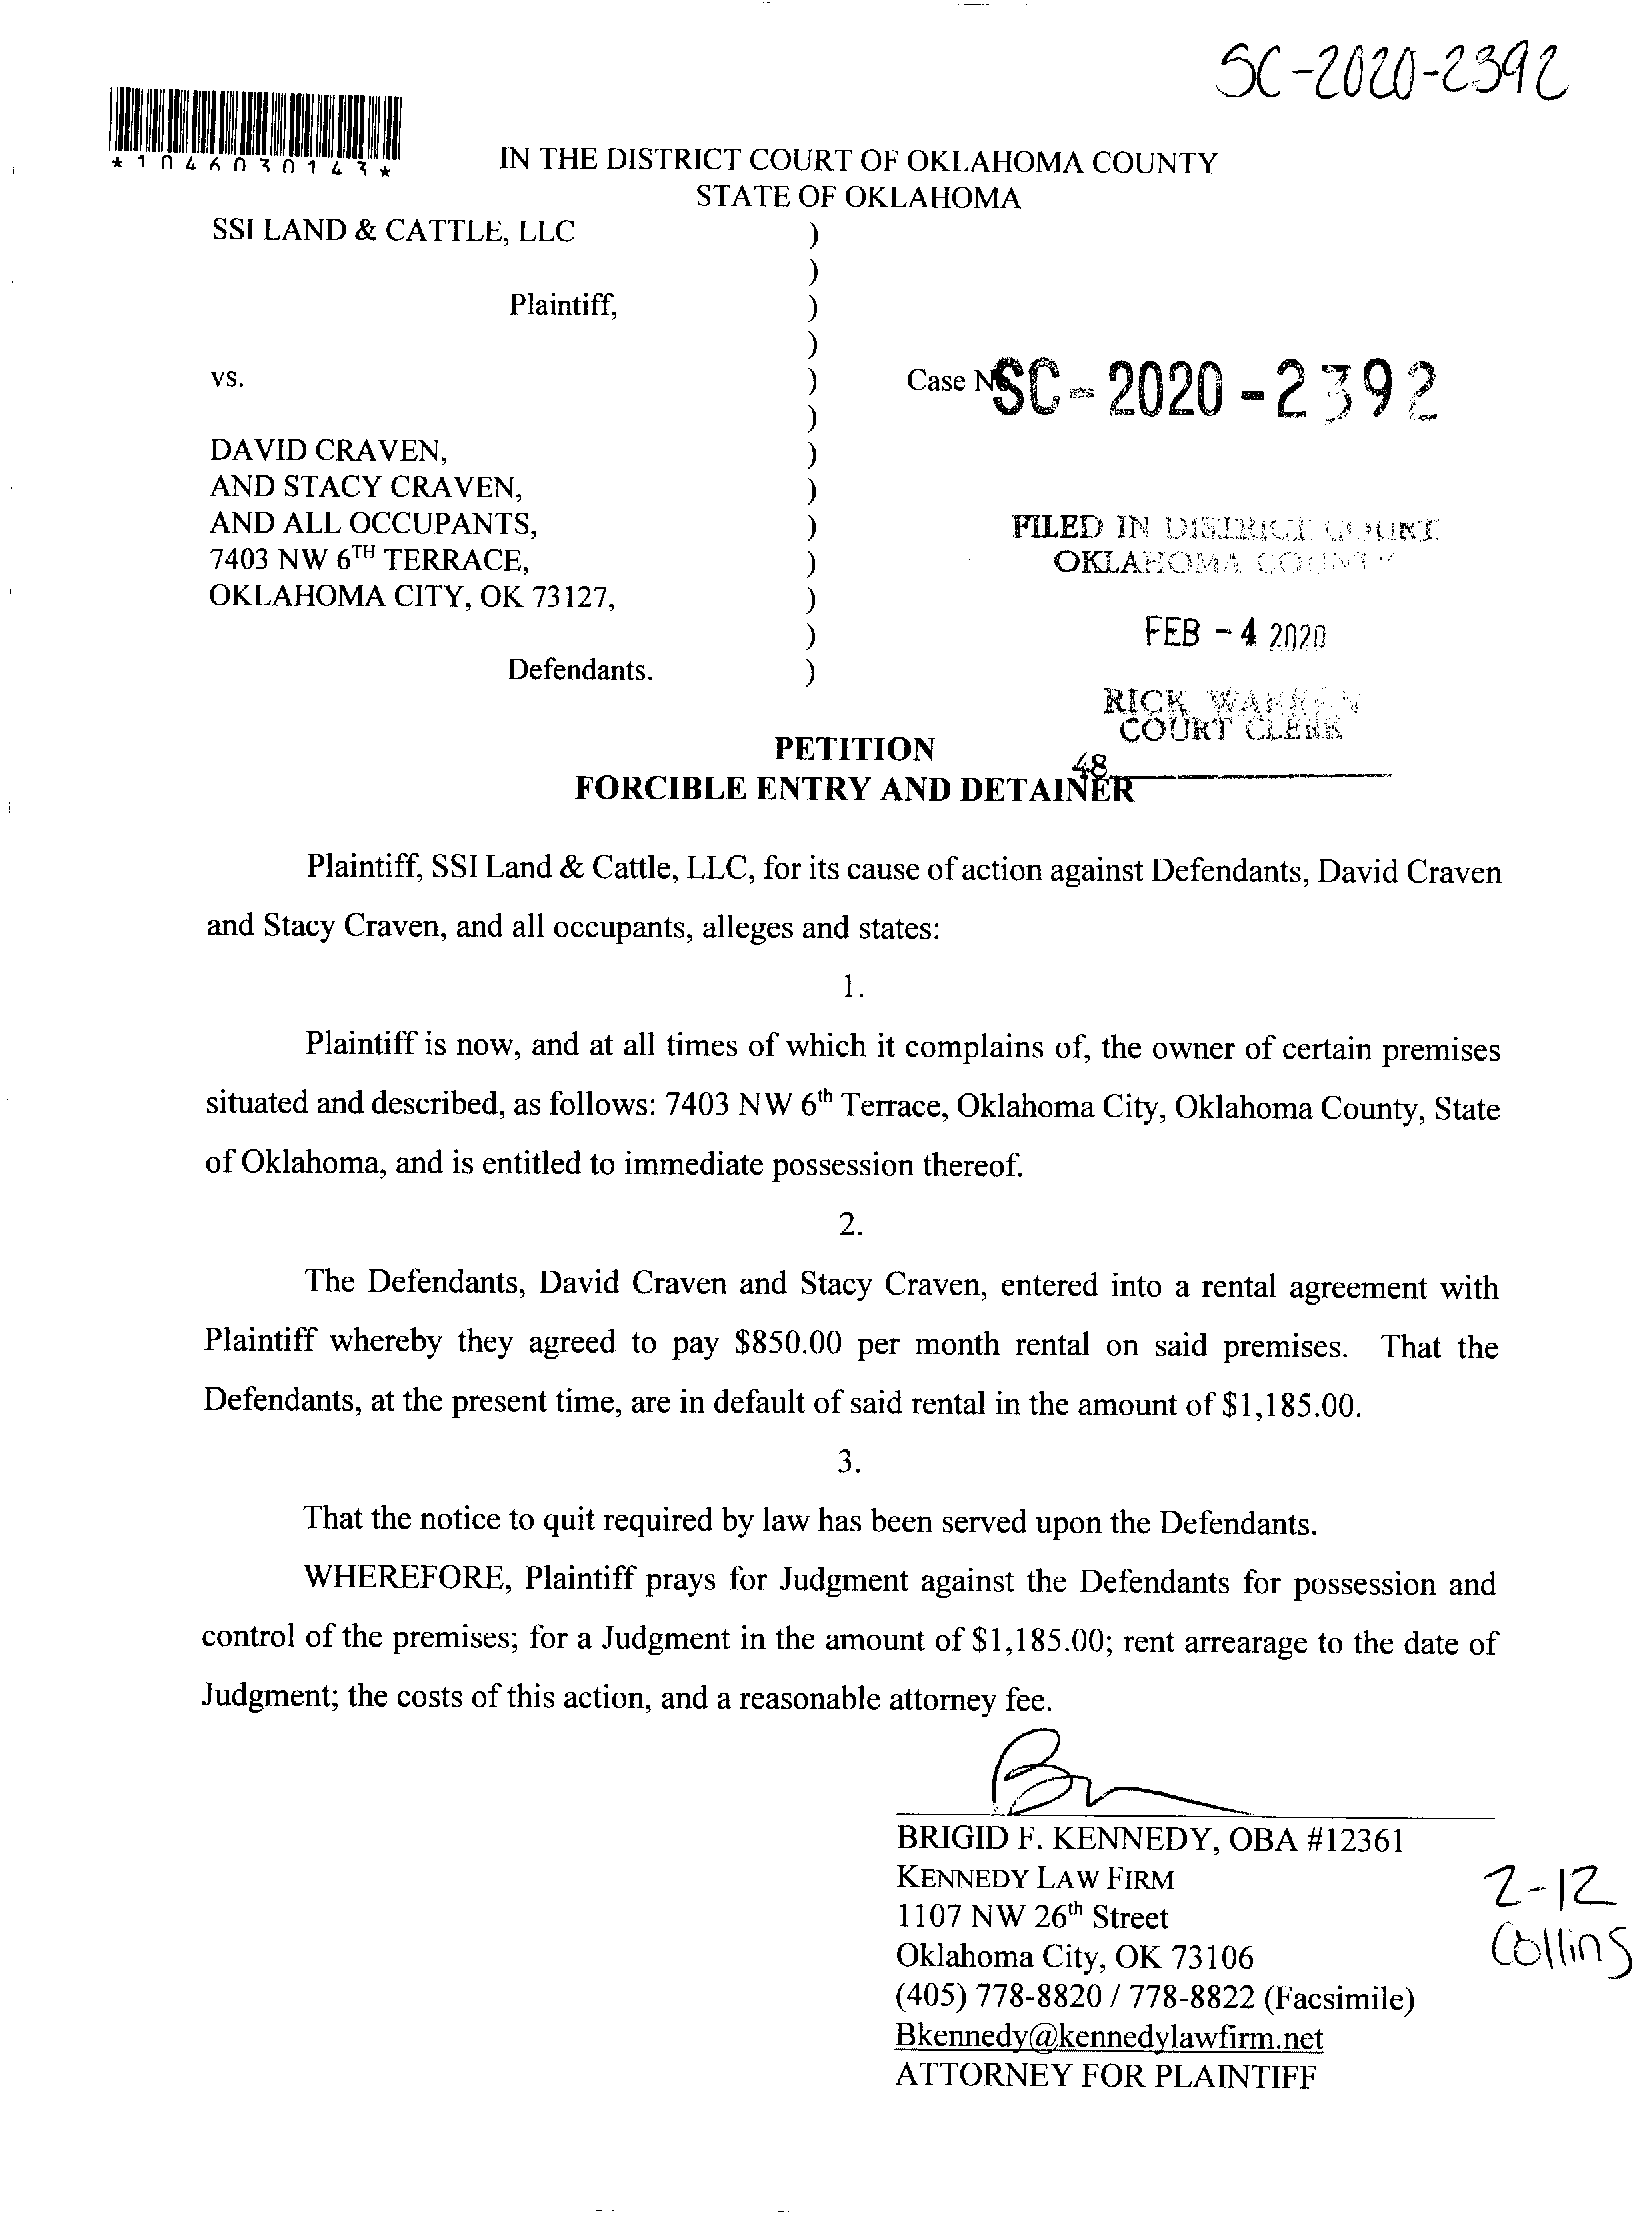 SC-2020-2392
*1046030143*
IN THE DISTRICT COURT OF OKLAHOMA COUNTY
STATE OF OKLAHOMA
SSI LAND & CATTLE, LLC )
)
Plaintiff, )
)
vs. ) Case No. SC-2020-2392
)
DAVID CRAVEN, )
AND STACY CRAVEN, )
AND ALL OCCUPANTS, ) FILED IN DISTRICT COURT
7403 NW 6TH TERRACE, ) OKLAHOMA COUNTY
OKLAHOMA CITY, OK 73127, )
) FEB - 4 2020
Defendants. )
RICK WARREN
COURT CLERK
PETITION
48
FORCIBLE ENTRY AND DETAINER
Plaintiff, SSI Land & Cattle, LLC, for its cause of action against Defendants, David Craven
and Stacy Craven, and all occupants, alleges and states:
1.
Plaintiff is now, and at all times of which it complains of, the owner of certain premises
situated and described, as follows: 7403 NW 6th Terrace, Oklahoma City, Oklahoma County, State
of Oklahoma, and is entitled to immediate possession thereof.
2.
The Defendants, David Craven and Stacy Craven, entered into a rental agreement with
Plaintiff whereby they agreed to pay $850.00 per month rental on said premises. That the
Defendants, at the present time, are in default of said rental in the amount of $1,185.00.
3.
That the notice to quit required by law has been served upon the Defendants.
WHEREFORE, Plaintiff prays for Judgment against the Defendants for possession and
control of the premises; for a Judgment in the amount of $1,185.00; rent arrearage to the date of
Judgment; the costs of this action, and a reasonable attorney fee.
BRIGID F. KENNEDY, OBA #12361
KENNEDY LAW FIRM
1107 NW 26th Street
Oklahoma City, OK 73106
(405) 778-8820 / 778-8822 (Facsimile)
Bkennedy@kennedylawfirm.net
ATTORNEY FOR PLAINTIFF
2-12
Collins